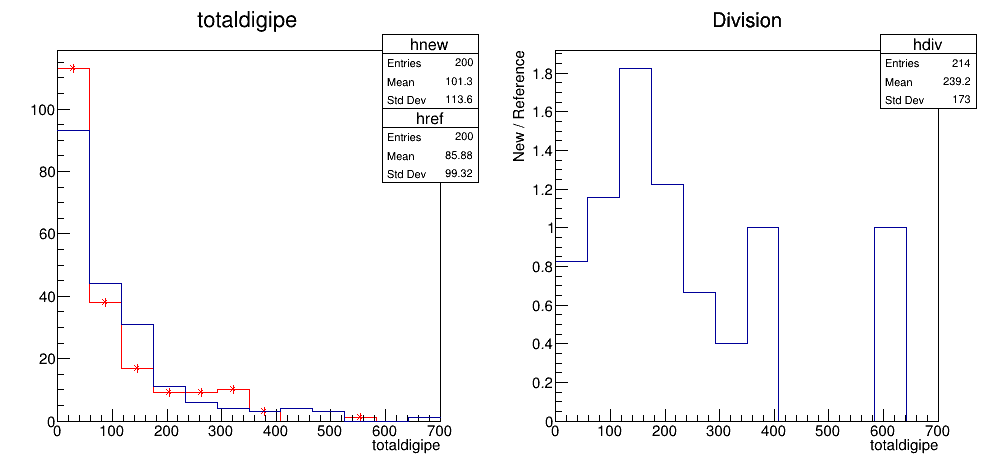 totaldigipe
hnew
Entries 200
Mean 101.3
Std Dev 113.6
href
Entries 200
Mean 85.88
Std Dev 99.32
100
80
60
40
20
0
0 100 200 300 400 500 600 700
totaldigipe
Division
hdiv
Entries 214
Mean 239.2
Std Dev 173
New / Reference
1.8
1.6
1.4
1.2
1
0.8
0.6
0.4
0.2
0
0 100 200 300 400 500 600 700
totaldigipe